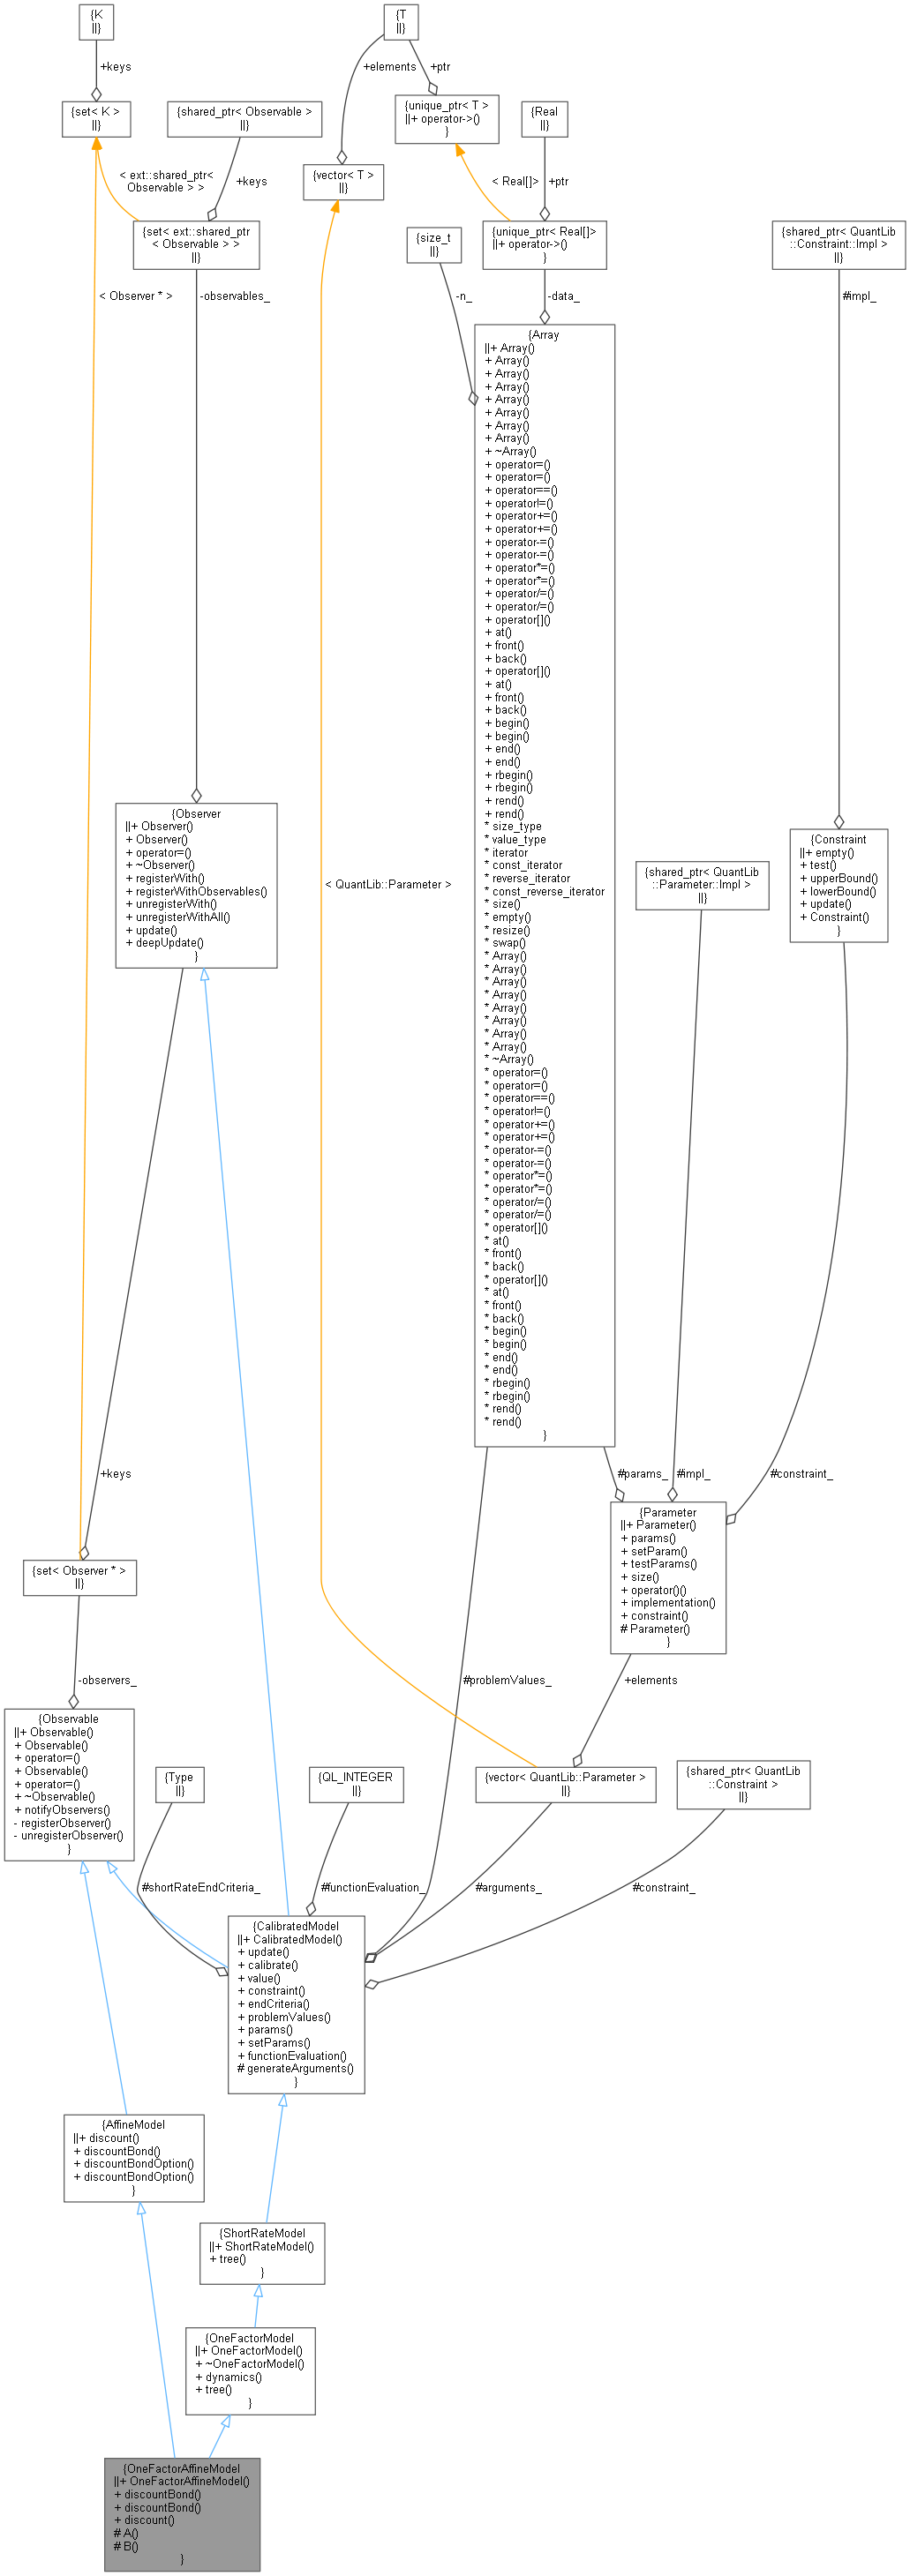 {K
||}
{T
||}
+keys
+elements
+ptr
{set< K >
||}
{shared_ptr< Observable >
||}
{unique_ptr< T >
||+ operator->()
}
{Real
||}
< ext::shared_ptr<
Observable > >
+keys
{vector< T >
||}
< Real[]>
+ptr
{set< ext::shared_ptr
< Observable > >
||}
{size_t
||}
{unique_ptr< Real[]>
||+ operator->()
}
{shared_ptr< QuantLib
::Constraint::Impl >
||}
< Observer * >
-observables_
-n_
-data_
#impl_
{Array
||+ Array()
+ Array()
+ Array()
+ Array()
+ Array()
+ Array()
+ Array()
+ Array()
+ ~Array()
+ operator=()
+ operator=()
+ operator==()
+ operator!=()
+ operator+=()
+ operator+=()
+ operator-=()
+ operator-=()
+ operator*=()
+ operator*=()
+ operator/=()
+ operator/=()
+ operator[]()
+ at()
+ front()
+ back()
+ operator[]()
+ at()
+ front()
+ back()
+ begin()
+ begin()
+ end()
+ end()
+ rbegin()
+ rbegin()
+ rend()
+ rend()
* size_type
* value_type
* iterator
* const_iterator
* reverse_iterator
* const_reverse_iterator
* size()
* empty()
* resize()
* swap()
* Array()
* Array()
* Array()
* Array()
* Array()
* Array()
* Array()
* Array()
* ~Array()
* operator=()
* operator=()
* operator==()
* operator!=()
* operator+=()
* operator+=()
* operator-=()
* operator-=()
* operator*=()
* operator*=()
* operator/=()
* operator/=()
* operator[]()
* at()
* front()
* back()
* operator[]()
* at()
* front()
* back()
* begin()
* begin()
* end()
* end()
* rbegin()
* rbegin()
* rend()
* rend()
}
{Observer
||+ Observer()
+ Observer()
+ operator=()
+ ~Observer()
+ registerWith()
+ registerWithObservables()
+ unregisterWith()
+ unregisterWithAll()
+ update()
+ deepUpdate()
}
< QuantLib::Parameter >
{shared_ptr< QuantLib
::Parameter::Impl >
||}
{Constraint
||+ empty()
+ test()
+ upperBound()
+ lowerBound()
+ update()
+ Constraint()
}
+keys
#params_
#impl_
#constraint_
{set< Observer * >
||}
{Parameter
||+ Parameter()
+ params()
+ setParam()
+ testParams()
+ size()
+ operator()()
+ implementation()
+ constraint()
# Parameter()
}
-observers_
#problemValues_
+elements
{Observable
||+ Observable()
+ Observable()
+ operator=()
+ Observable()
+ operator=()
+ ~Observable()
+ notifyObservers()
- registerObserver()
- unregisterObserver()
}
{Type
||}
{QL_INTEGER
||}
{vector< QuantLib::Parameter >
||}
{shared_ptr< QuantLib
::Constraint >
||}
#shortRateEndCriteria_
#functionEvaluation_
#arguments_
#constraint_
{CalibratedModel
||+ CalibratedModel()
+ update()
+ calibrate()
+ value()
+ constraint()
+ endCriteria()
+ problemValues()
+ params()
+ setParams()
+ functionEvaluation()
# generateArguments()
}
{AffineModel
||+ discount()
+ discountBond()
+ discountBondOption()
+ discountBondOption()
}
{ShortRateModel
||+ ShortRateModel()
+ tree()
}
{OneFactorModel
||+ OneFactorModel()
+ ~OneFactorModel()
+ dynamics()
+ tree()
}
{OneFactorAffineModel
||+ OneFactorAffineModel()
+ discountBond()
+ discountBond()
+ discount()
# A()
# B()
}